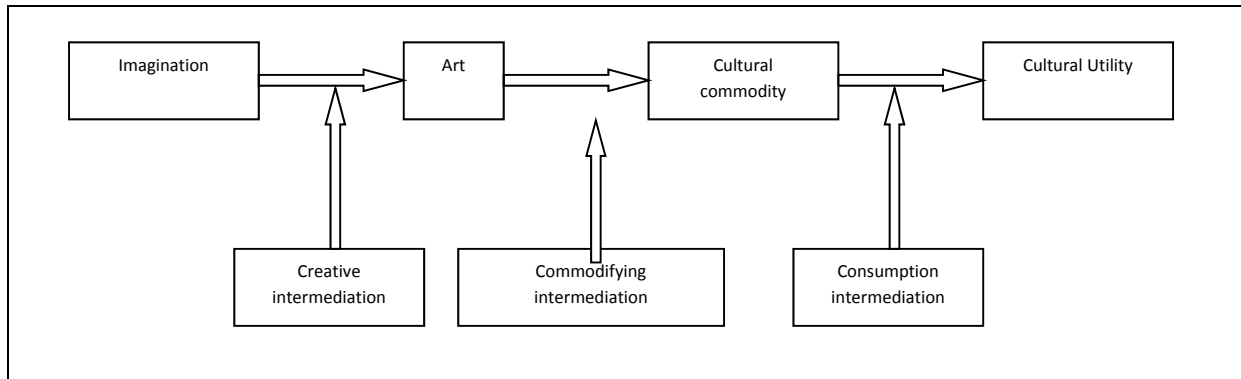 Imagination
Art
Cultural
commodity
Cultural Utility
Creative
intermediation
Commodifying
intermediation
Consumption
intermediation